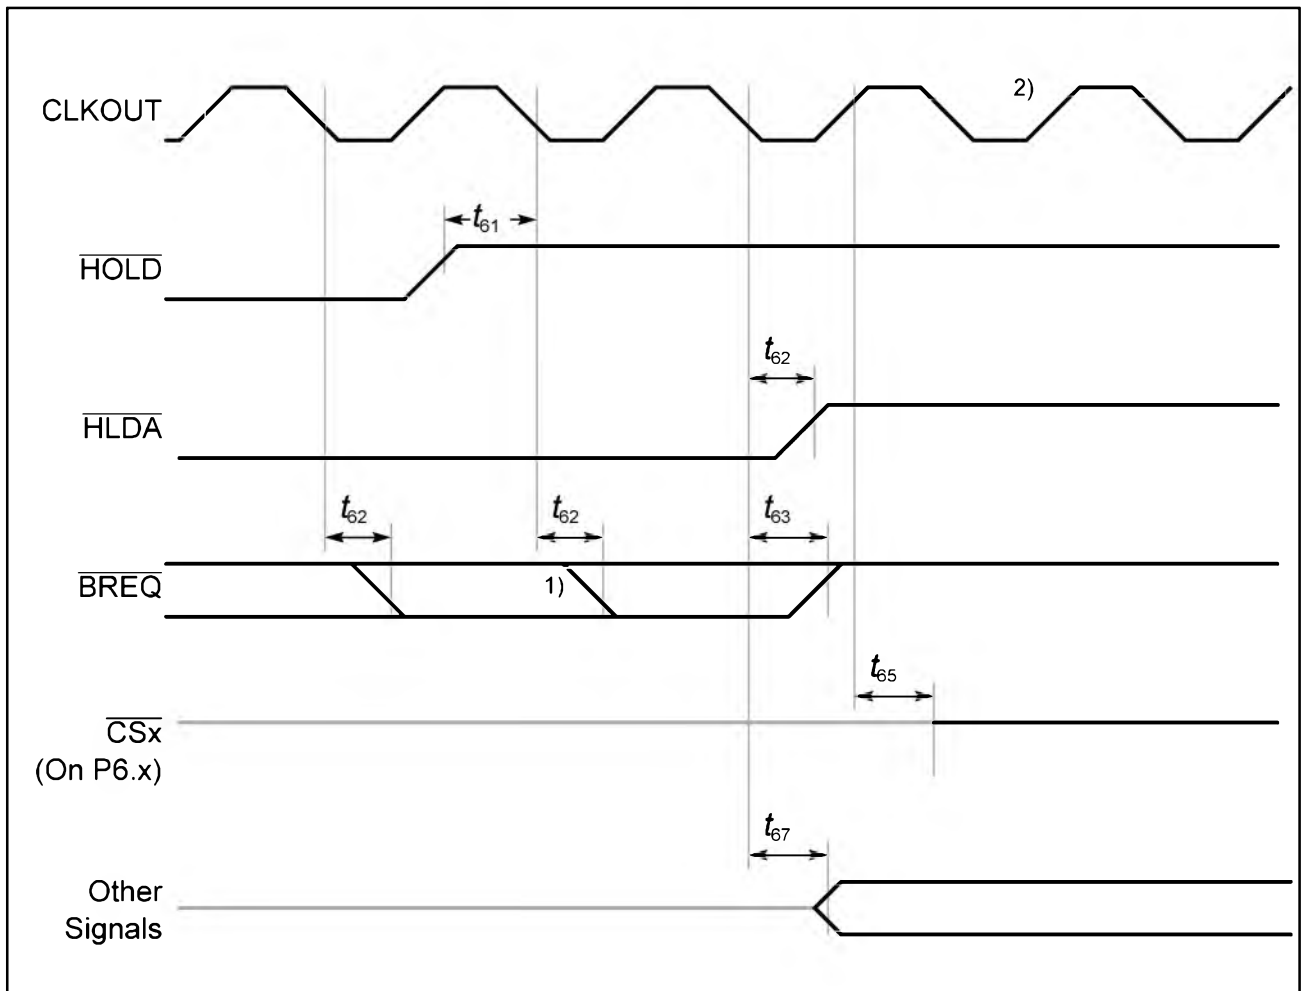 CLKOUT
2)
t61
HOLD
t62
HLDA
t62
t62
t63
BREQ
1)
t65
CSx
(On P6.x)
t67
Other
Signals